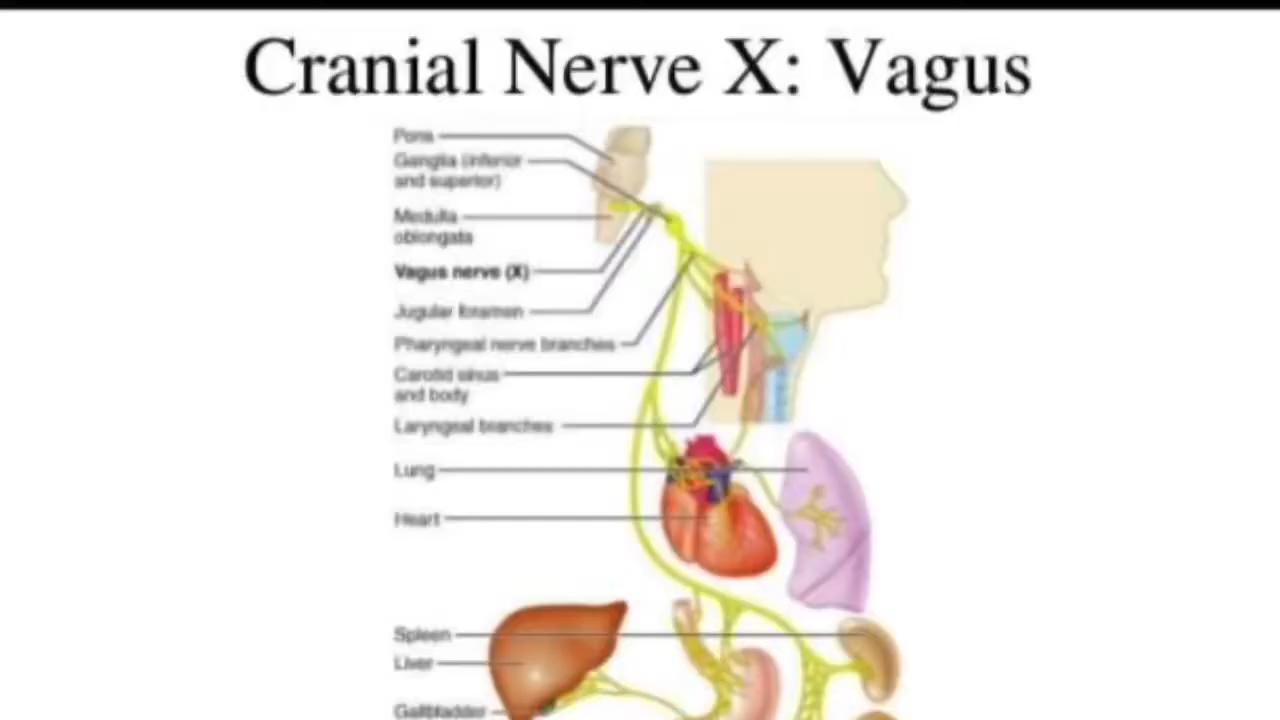 Cranial Nerve X: Vagus
Pons
Ganglia (inferior
and superior)
Medulla
oblongata
Vagus nerve (X)
Jugular foramen
Pharyngeal nerve branches
Carotid sinus
and body
Laryngeal branches
Lung
Heart
Spleen
Liver
Gallbladder